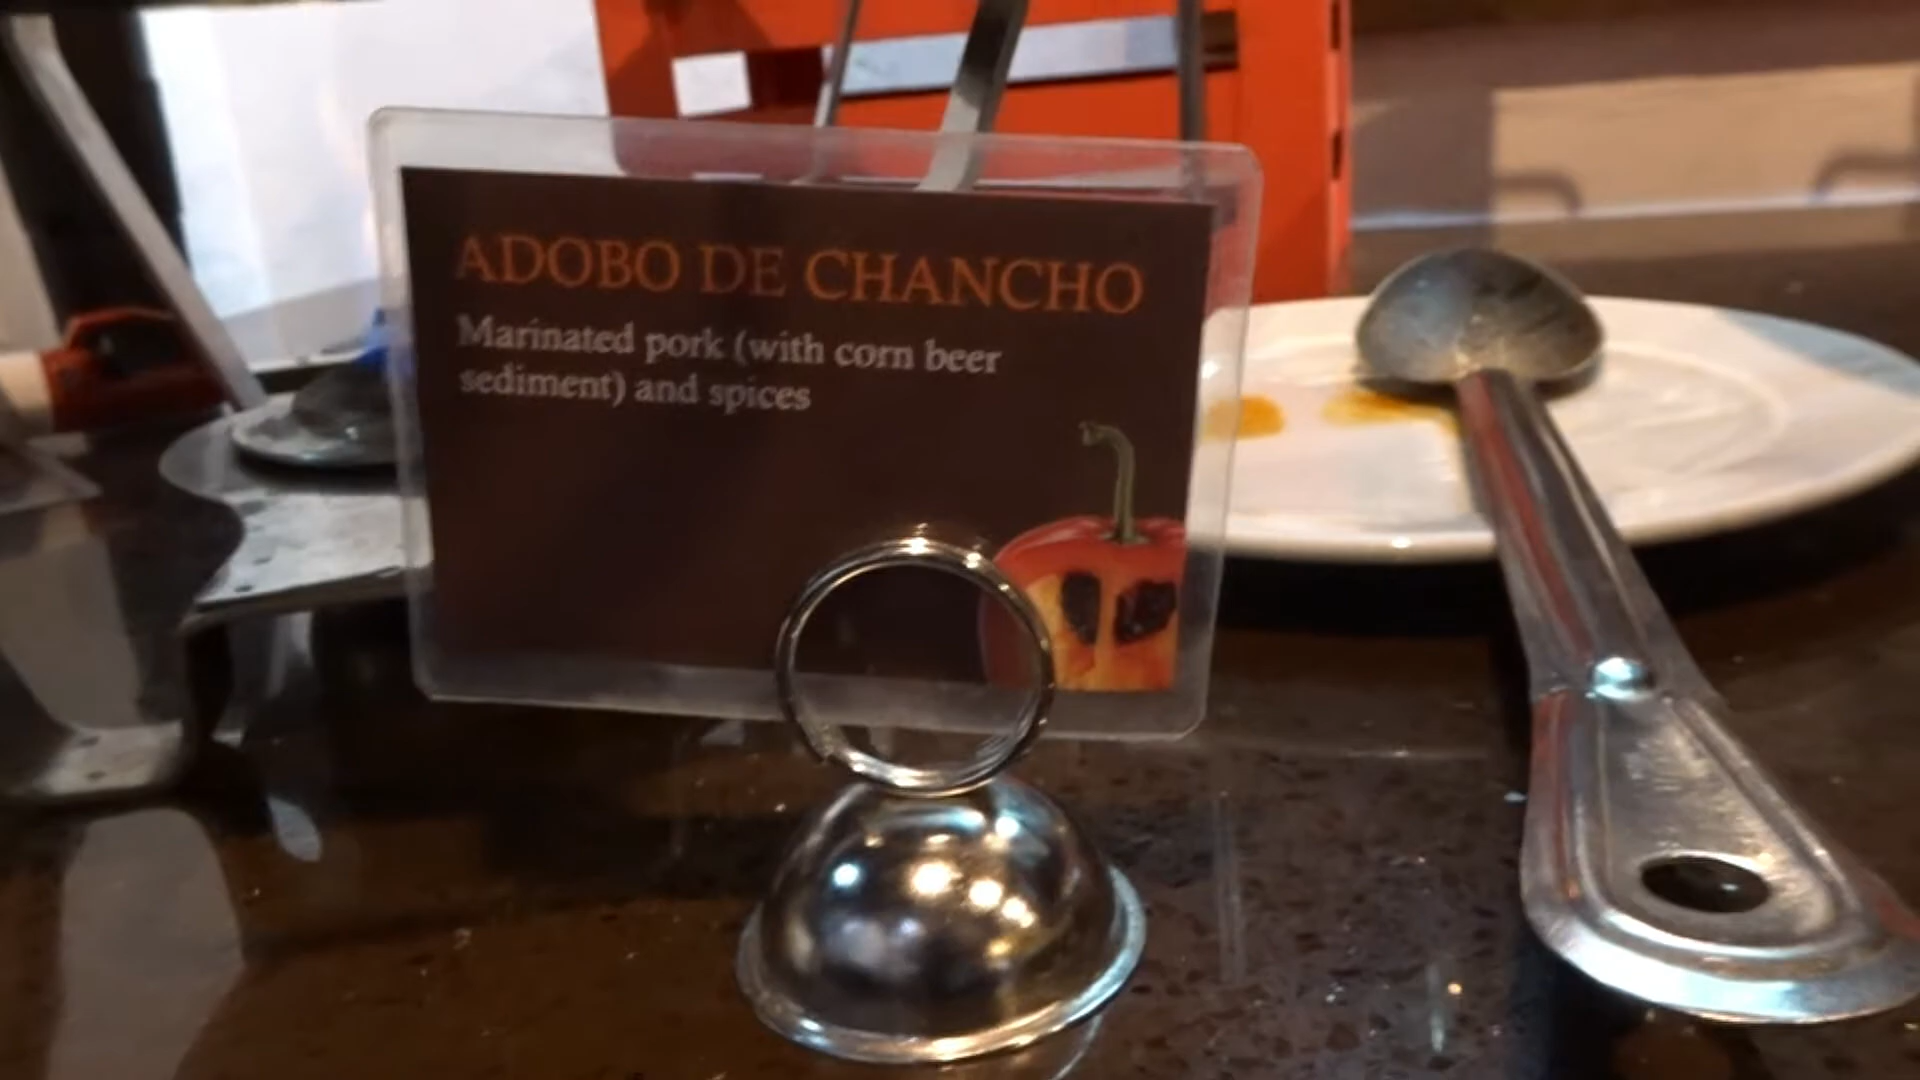 ADOBO DE CHANCHO
Marinated pork (with corn beer
sediment) and spices